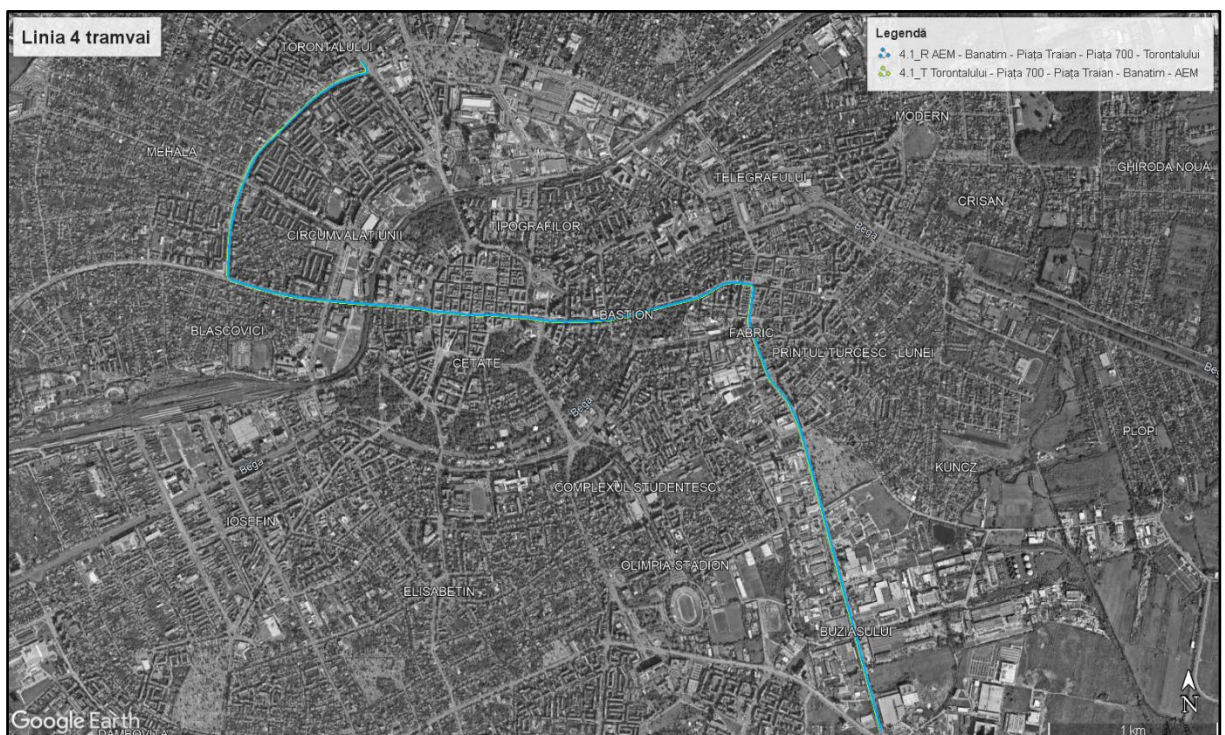 Linia 4 tramvai
Legendă
4.1_R AEM - Banatim - Piața Traian - Piața 700 - Torontalului
4.1_T Torontalului - Piața 700 - Piața Traian - Banatim - AEM
TORONTALULUI
MODERN
MEHALA
GHIRODA NOUĂ
TELEGRAFULUI
CRISAN
TIPOGRAFILOR
CIRCUMVALATIUNII
Bega
BLASCOVICI
BASTION
FABRIC
PRINTUL TURCESC - LUNEI
CETATE
Bega
Bega
PLOPI
KUNCZ
Bega
COMPLEXUL STUDENTESC
IOSEFIN
OLIMPIA STADION
ELISABETIN
BUZIASULUI
N
Google Earth
1 km
DAMBOVITA